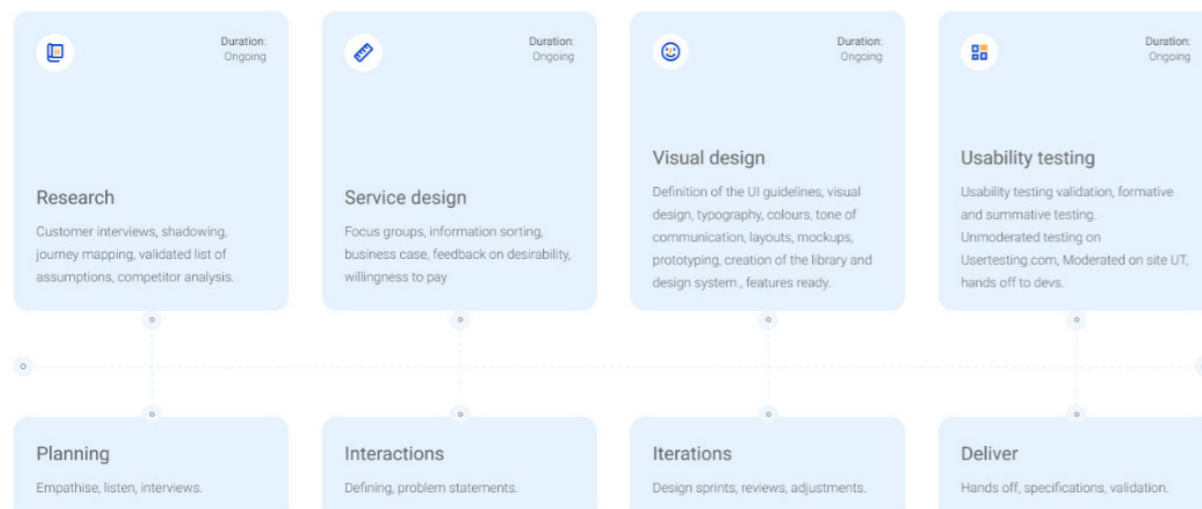 Duration:
Ongoing
Research
Customer interviews, shadowing,
journey mapping, validated list of
assumptions, competitor analysis.
Duration:
Ongoing
Service design
Focus groups, information sorting,
business case, feedback on desirability,
willingness to pay
Duration:
Ongoing
Visual design
Definition of the UI guidelines, visual
design, typography, colours, tone of
communication, layouts, mockups,
prototyping, creation of the library and
design system., features ready.
Duration:
Ongoing
Usability testing
Usability testing validation, formative
and summative testing.
Unmoderated testing on
Usertesting.com, Moderated on site UT,
hands off to devs.
Planning
Empathise, listen, interviews.
Interactions
Defining, problem statements.
Iterations
Design sprints, reviews, adjustments.
Deliver
Hands off, specifications, validation.